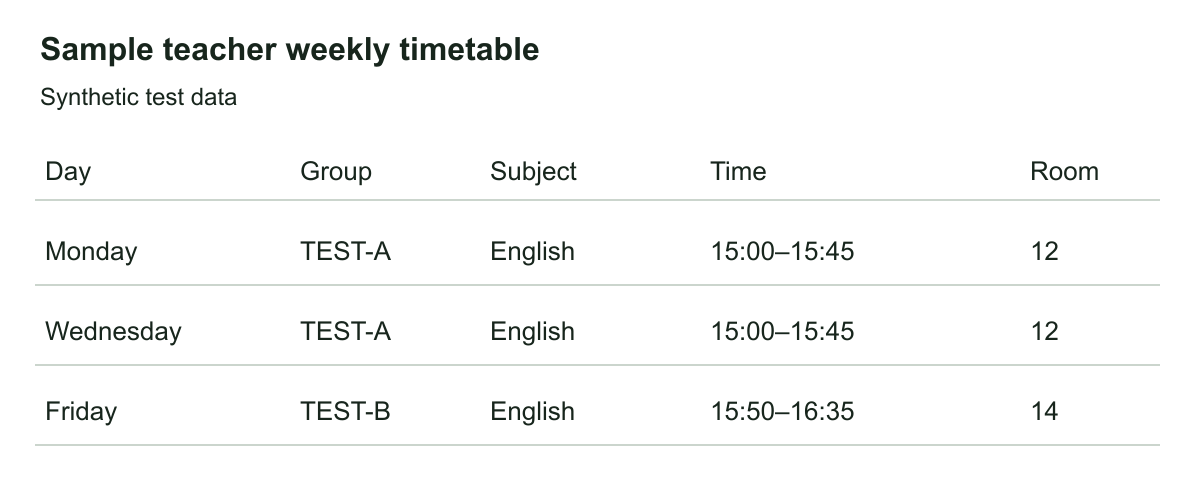 Sample teacher weekly timetable
Synthetic test data
Day Group Subject Time Room
Monday TEST-A English 15:00–15:45 12
Wednesday TEST-A English 15:00–15:45 12
Friday TEST-B English 15:50–16:35 14